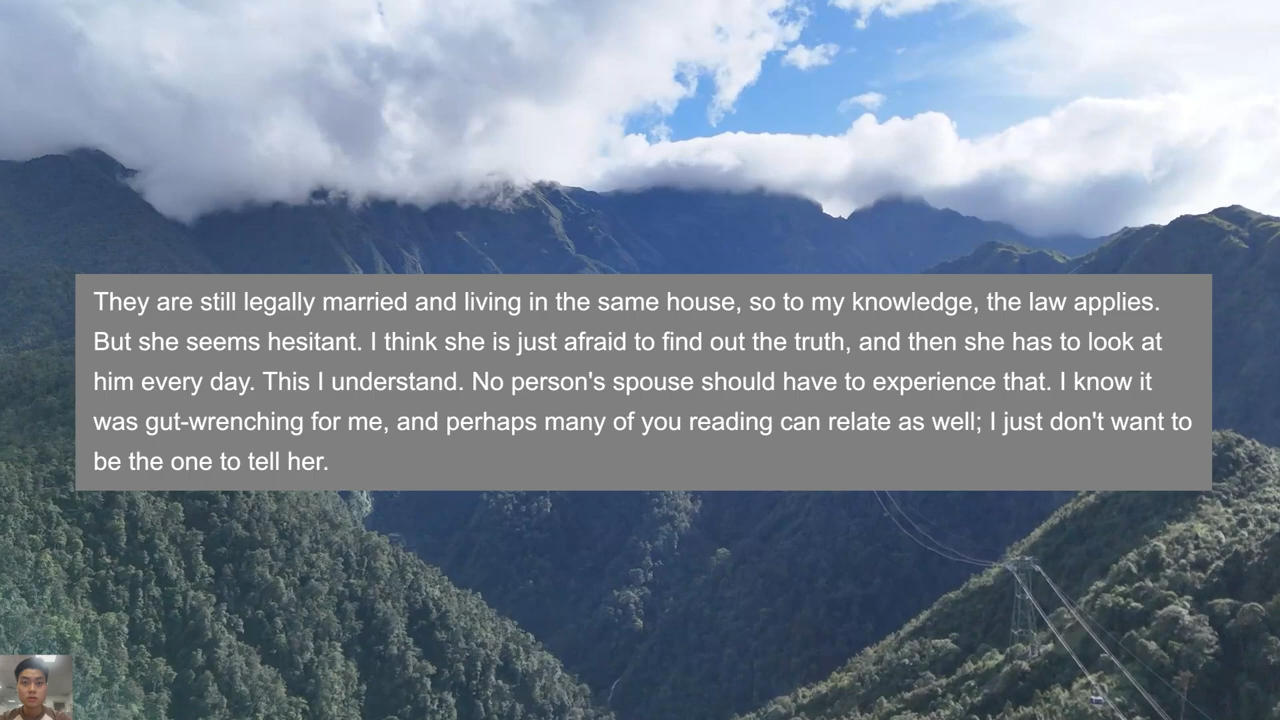 They are still legally married and living in the same house, so to my knowledge, the law applies.
But she seems hesitant. I think she is just afraid to find out the truth, and then she has to look at
him every day. This I understand. No person's spouse should have to experience that. I know it
was gut-wrenching for me, and perhaps many of you reading can relate as well; I just don't want to
be the one to tell her.